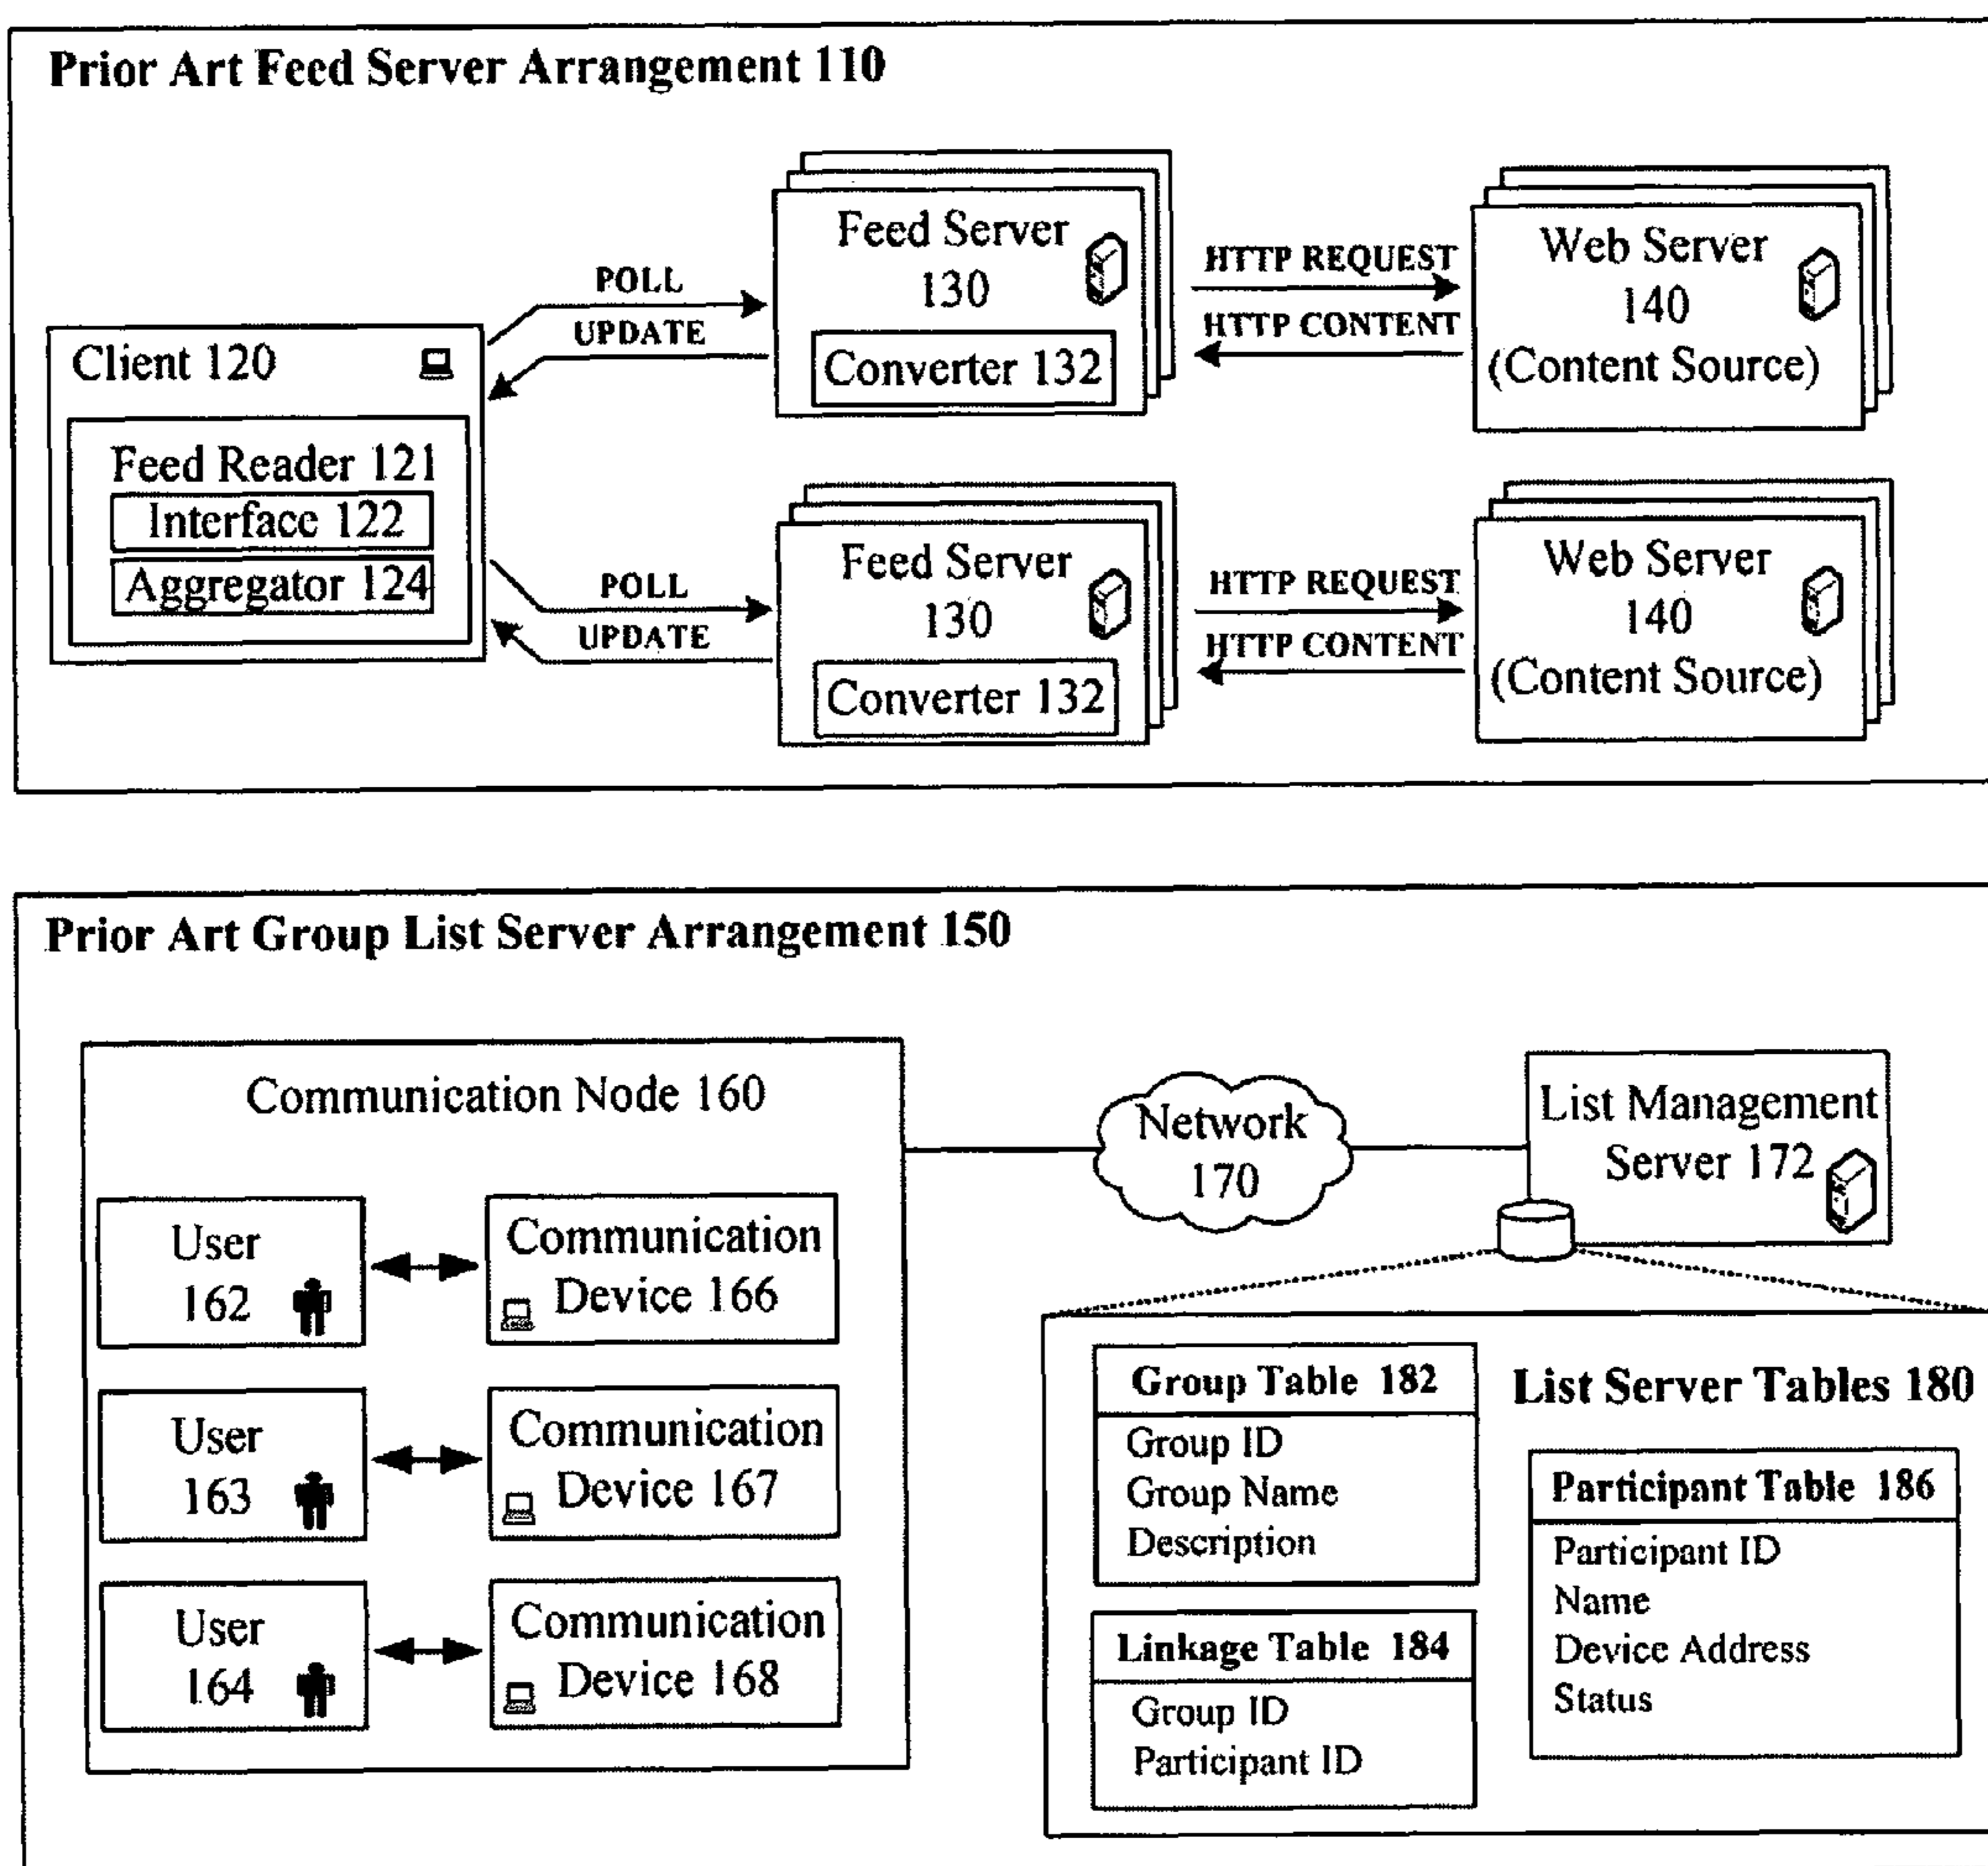 Prior Art Feed Server Arrangement 110
Client 120
Feed Reader 121
Interface 122
Aggregator 124
POLL
UPDATE
Feed Server
130
Converter 132
HTTP REQUEST
HTTP CONTENT
Web Server
140
(Content Source)
POLL
UPDATE
Feed Server
130
Converter 132
HTTP REQUEST
HTTP CONTENT
Web Server
140
(Content Source)
Prior Art Group List Server Arrangement 150
Communication Node 160
User
162
Communication
Device 166
User
163
Communication
Device 167
User
164
Communication
Device 168
Network
170
List Management
Server 172
List Server Tables 180
Group Table 182
Group ID
Group Name
Description
Linkage Table 184
Group ID
Participant ID
Participant Table 186
Participant ID
Name
Device Address
Status